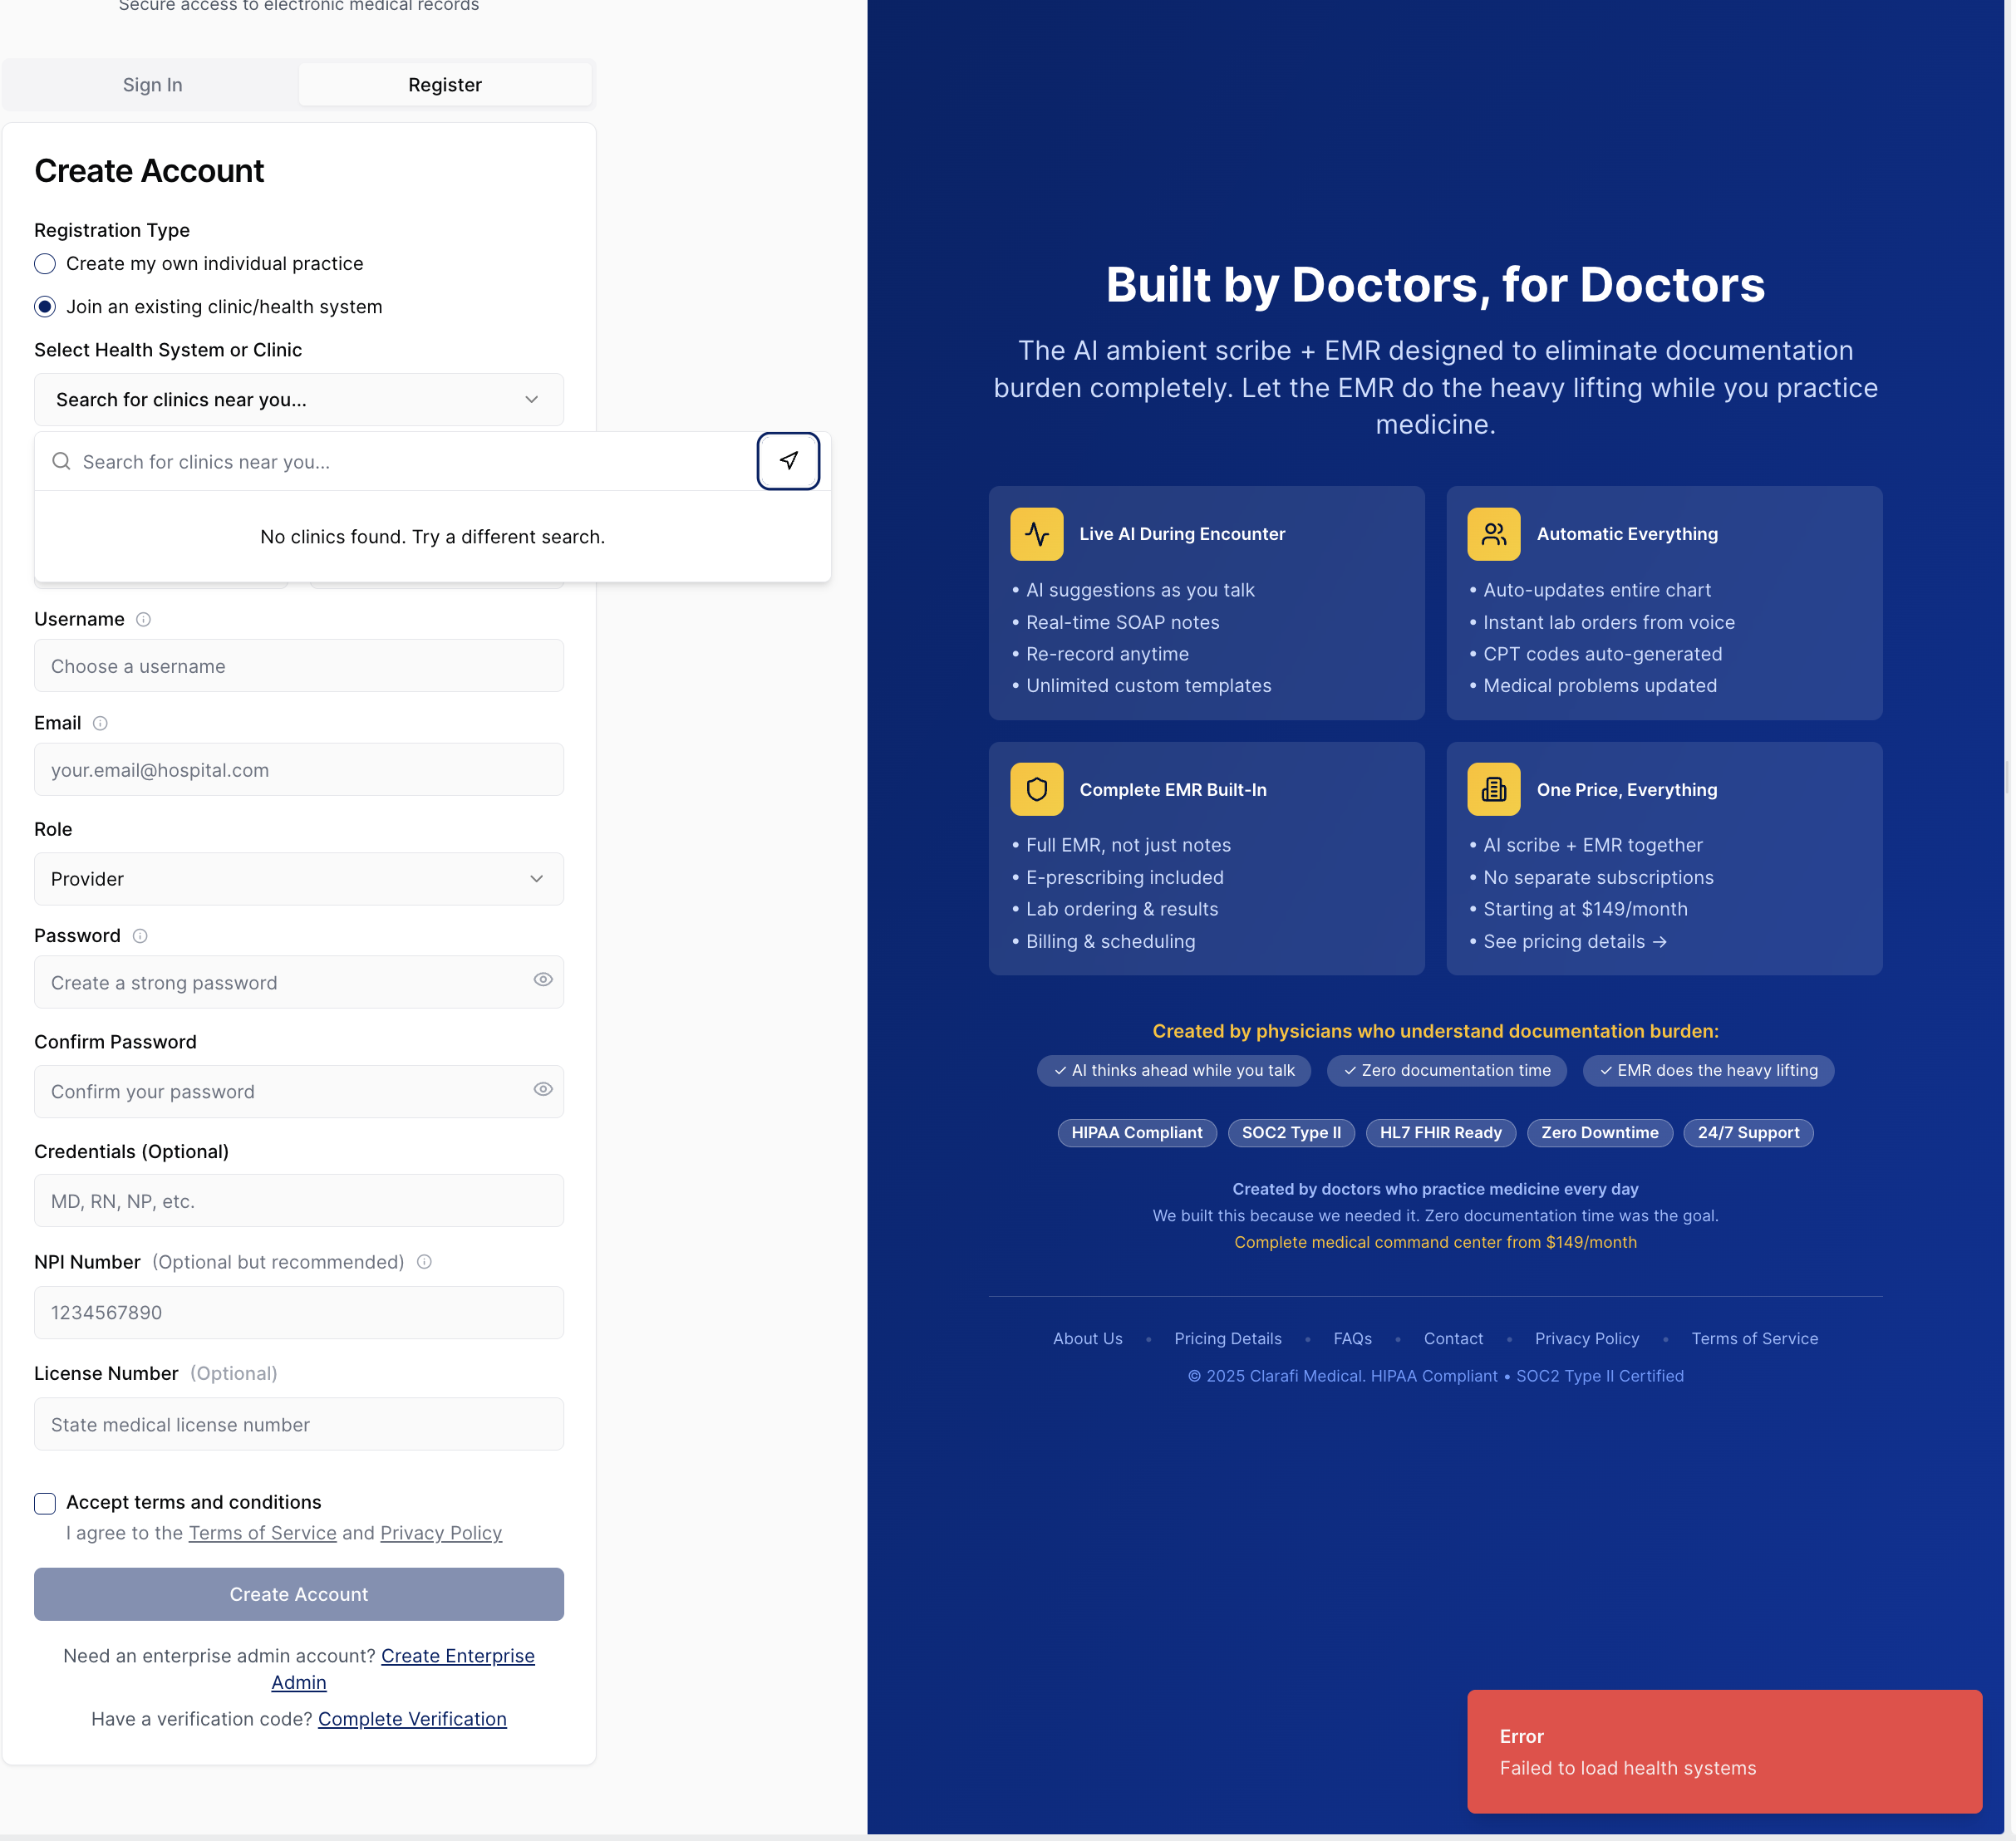 Secure access to electronic medical records
Sign In
Register
Create Account
Registration Type
Create my own individual practice
Join an existing clinic/health system
Select Health System or Clinic
Search for clinics near you...
Search for clinics near you...
No clinics found. Try a different search.
Username
Choose a username
Email
your.email@hospital.com
Role
Provider
Password
Create a strong password
Confirm Password
Confirm your password
Credentials (Optional)
MD, RN, NP, etc.
NPI Number (Optional but recommended)
1234567890
License Number (Optional)
State medical license number
Accept terms and conditions
I agree to the Terms of Service and Privacy Policy
Create Account
Need an enterprise admin account? Create Enterprise
Admin
Have a verification code? Complete Verification
Built by Doctors, for Doctors
The AI ambient scribe + EMR designed to eliminate documentation
burden completely. Let the EMR do the heavy lifting while you practice
medicine.
Live AI During Encounter
• AI suggestions as you talk
• Real-time SOAP notes
• Re-record anytime
• Unlimited custom templates
Automatic Everything
• Auto-updates entire chart
• Instant lab orders from voice
• CPT codes auto-generated
• Medical problems updated
Complete EMR Built-In
• Full EMR, not just notes
• E-prescribing included
• Lab ordering & results
• Billing & scheduling
One Price, Everything
• AI scribe + EMR together
• No separate subscriptions
• Starting at $149/month
• See pricing details →
Created by physicians who understand documentation burden:
✓ AI thinks ahead while you talk
✓ Zero documentation time
✓ EMR does the heavy lifting
HIPAA Compliant
SOC2 Type II
HL7 FHIR Ready
Zero Downtime
24/7 Support
Created by doctors who practice medicine every day
We built this because we needed it. Zero documentation time was the goal.
Complete medical command center from $149/month
About Us • Pricing Details • FAQs • Contact • Privacy Policy • Terms of Service
© 2025 Clarafi Medical. HIPAA Compliant • SOC2 Type II Certified
Error
Failed to load health systems